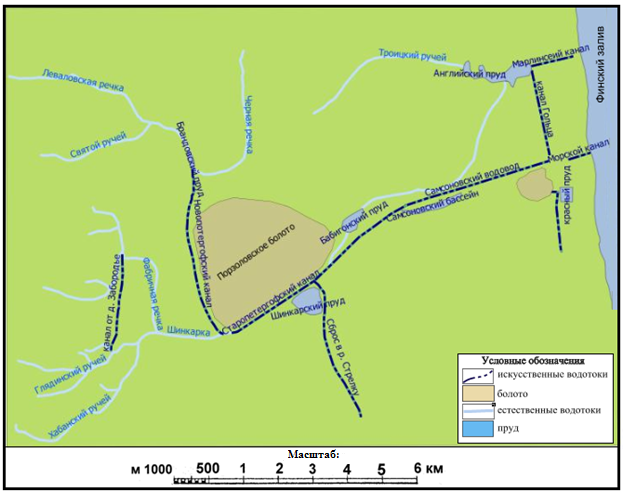 Троицкий ручей
Марлинсеий канал
Английский пруд
Леваловская речка
Финский залив
Черная речка
канал Гольца
Святой ручей
Брандовский пруд
Морской канал
Самсоновский водовод
Самсоновский бассейн
красный пруд
Новопотергофский канал
Бабигонский пруд
Порзоловское болото
канал от д. Забородье
Фабричная речка
Старопетергофский канал
Шинкарский пруд
Шинкарка
Сброс в р. Стрелку
Глядинский ручей
Хабанский ручей
Условные обозначения
искусственные водотоки
болото
естественные водотоки
пруд
Масштаб:
м 1000 500 1 2 3 4 5 6 км